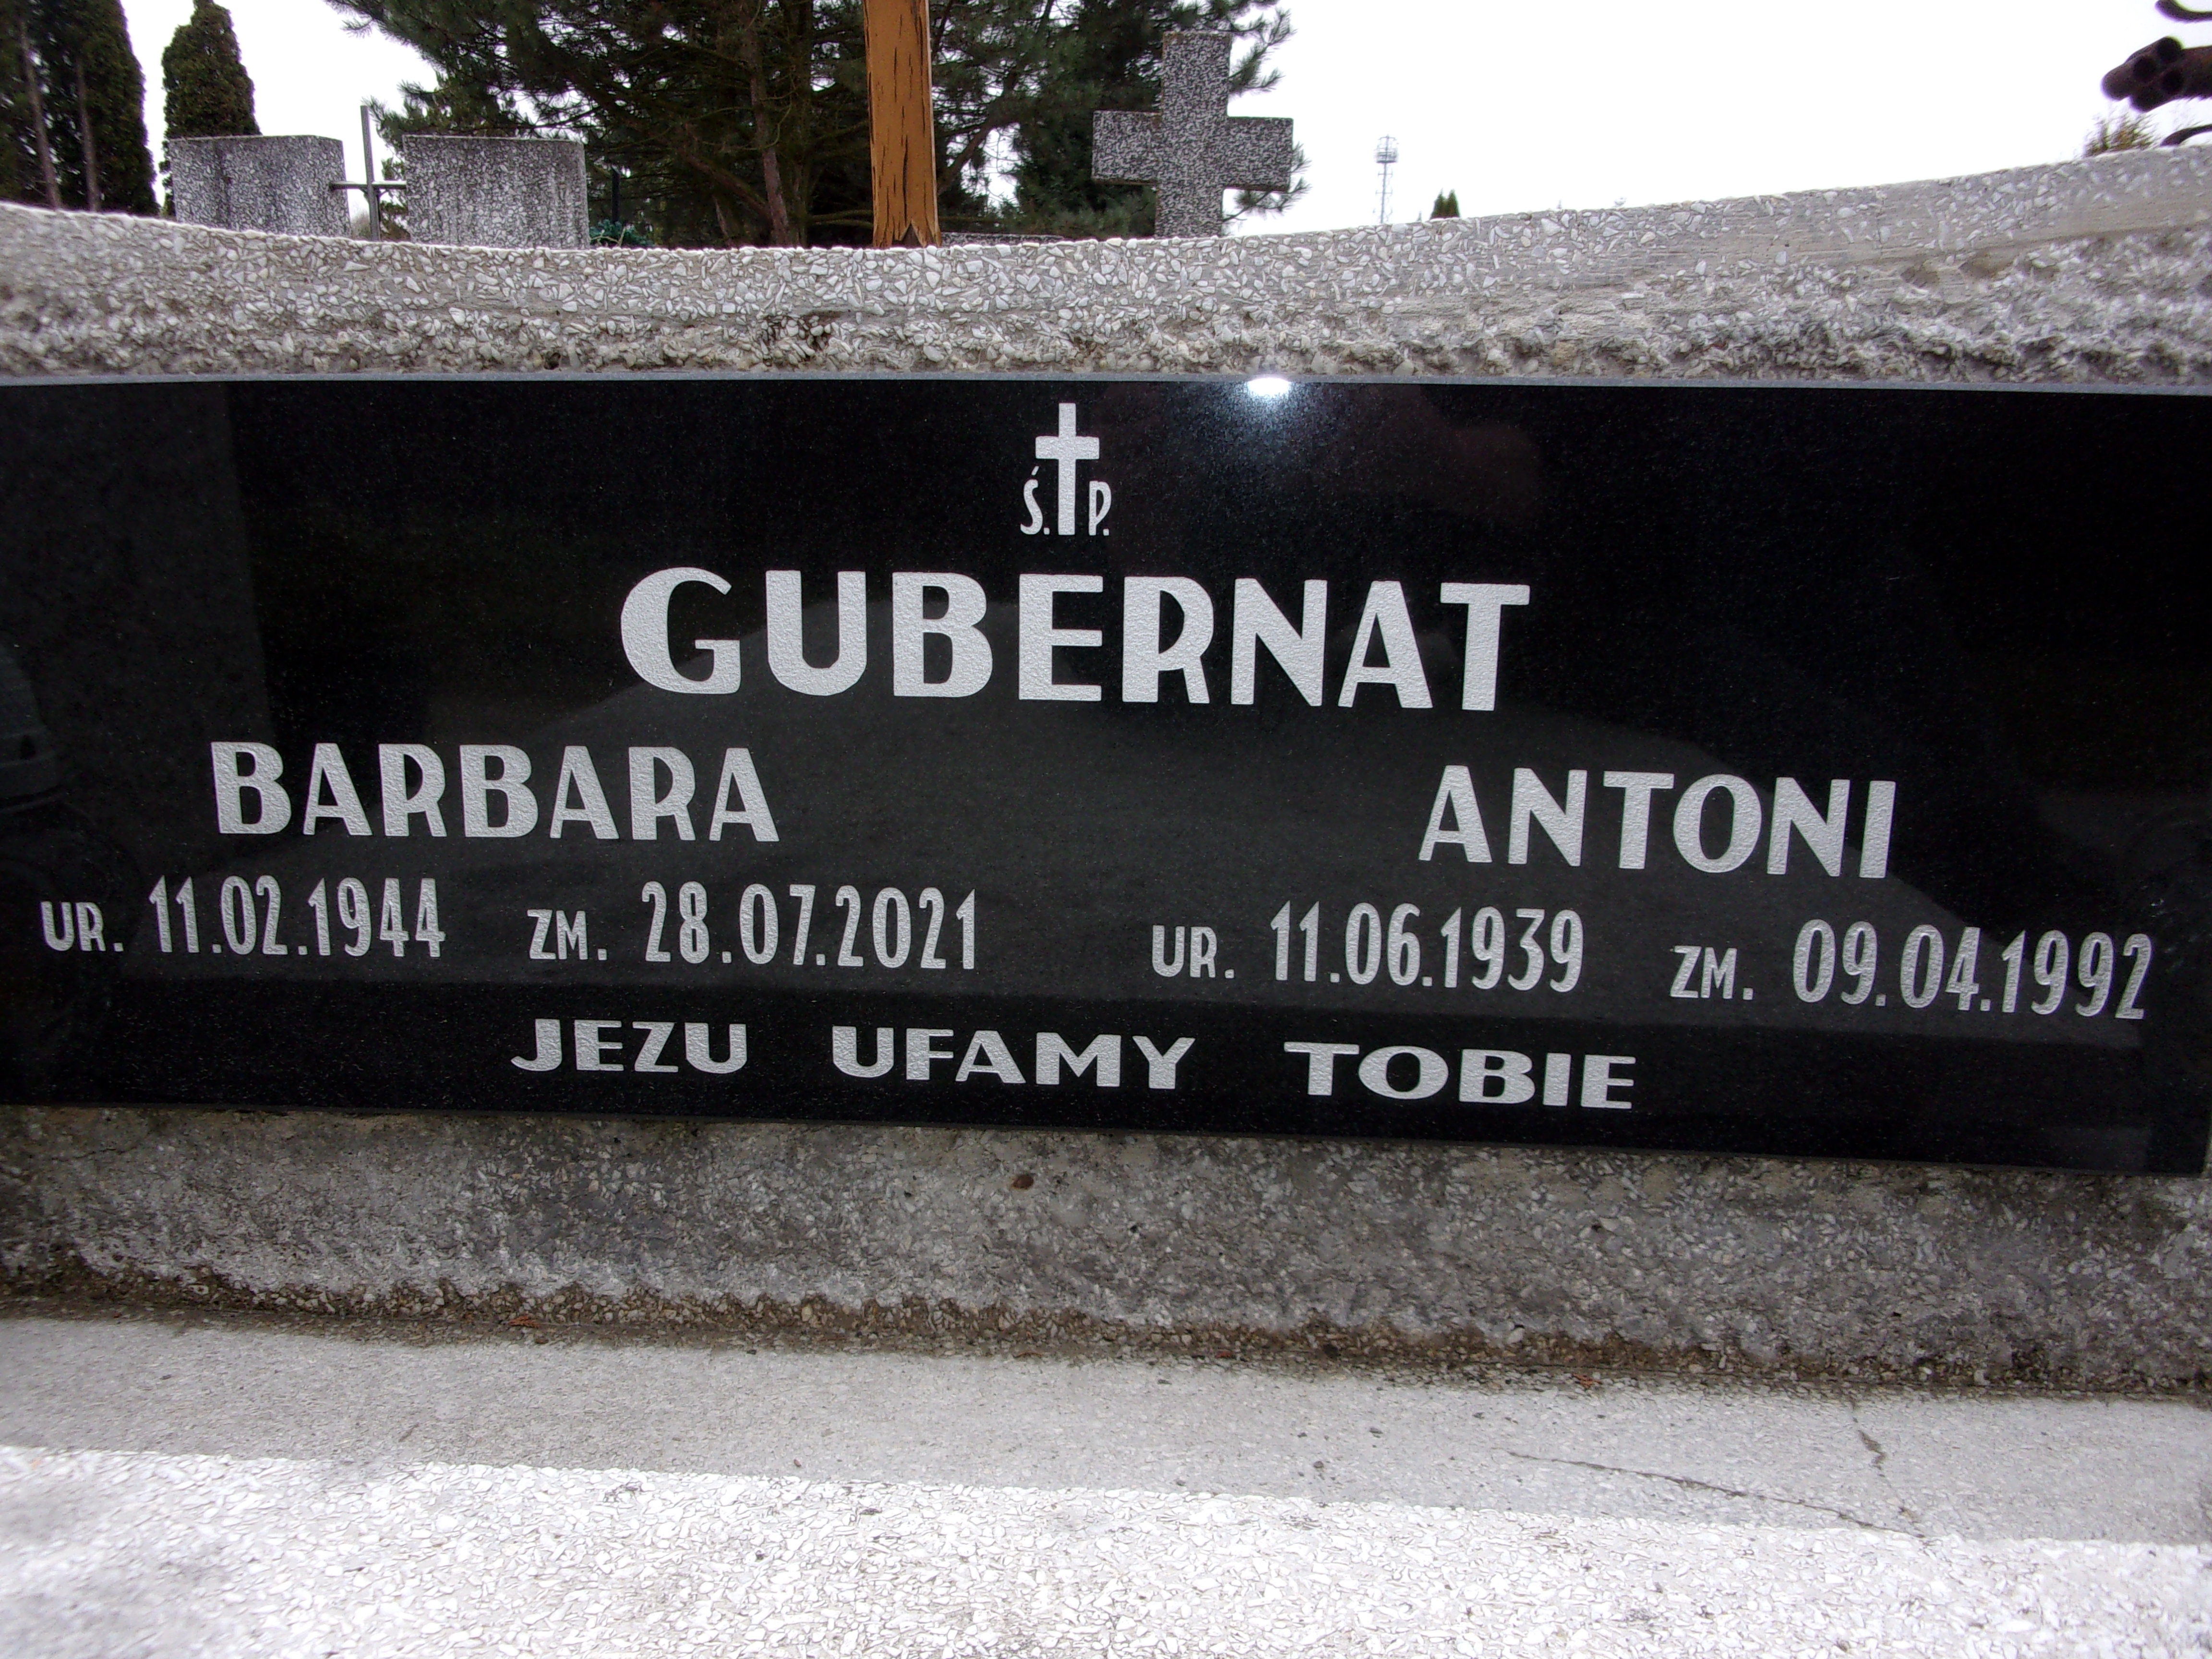 Ś.P.
GUBERNAT
BARBARA ANTONI
UR. 11.02.1944 ZM. 28.07.2021 UR. 11.06.1939 ZM. 09.04.1992
JEZU UFAMY TOBIE